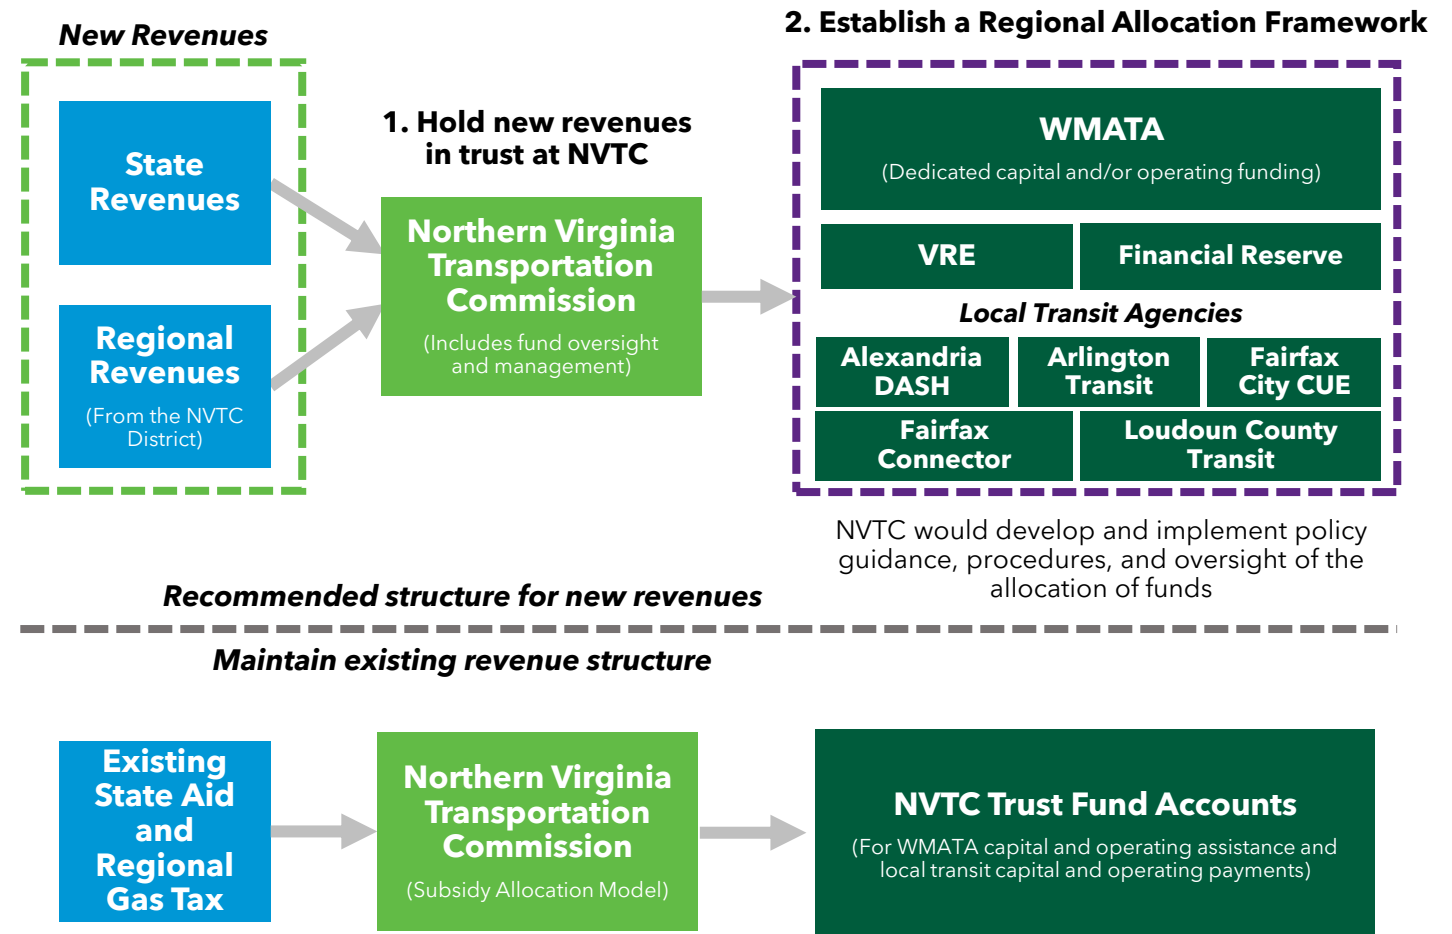 New Revenues
State
Revenues
Regional
Revenues
(From the NVTC
District)
1. Hold new revenues
in trust at NVTC
Northern Virginia
Transportation
Commission
(Includes fund oversight
and management)
2. Establish a Regional Allocation Framework
WMATA
(Dedicated capital and/or operating funding)
VRE
Financial Reserve
Local Transit Agencies
Alexandria
DASH
Arlington
Transit
Fairfax
City CUE
Fairfax
Connector
Loudoun County
Transit
NVTC would develop and implement policy
guidance, procedures, and oversight of the
allocation of funds
Recommended structure for new revenues
Maintain existing revenue structure
Existing
State Aid
and
Regional
Gas Tax
Northern Virginia
Transportation
Commission
(Subsidy Allocation Model)
NVTC Trust Fund Accounts
(For WMATA capital and operating assistance and
local transit capital and operating payments)